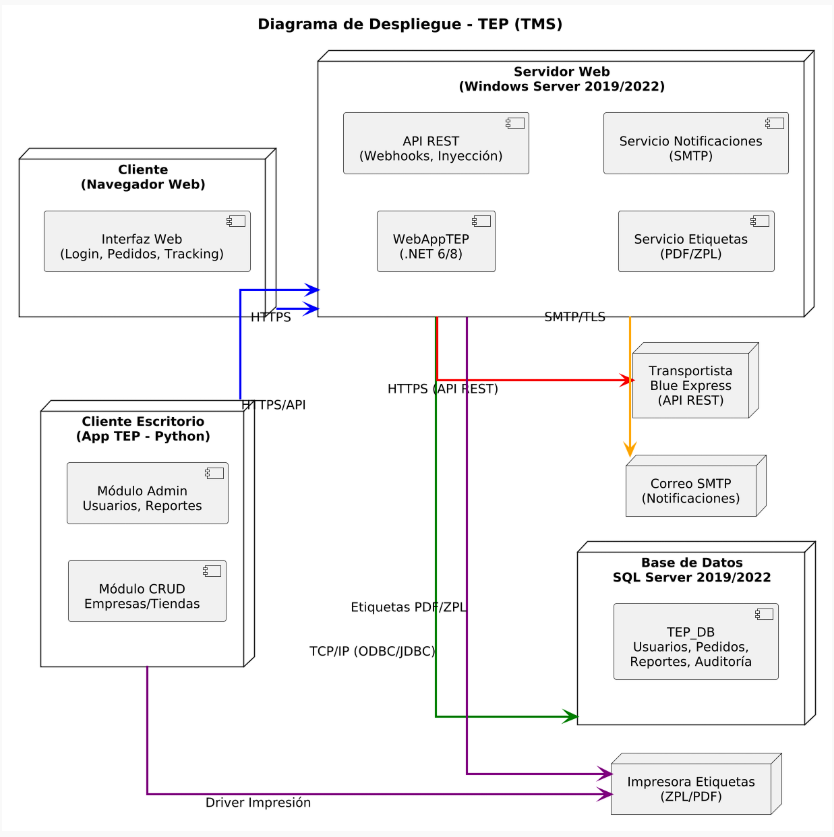 Diagrama de Despliegue - TEP (TMS)
Servidor Web
(Windows Server 2019/2022)
API REST
(Webhooks, Inyección)
Servicio Notificaciones
(SMTP)
WebAppTEP
(.NET 6/8)
Servicio Etiquetas
(PDF/ZPL)
Cliente
(Navegador Web)
Interfaz Web
(Login, Pedidos, Tracking)
HTTPS
SMTP/TLS
HTTPS (API REST)
Transportista
Blue Express
(API REST)
HTTPS/API
Cliente Escritorio
(App TEP - Python)
Módulo Admin
Usuarios, Reportes
Módulo CRUD
Empresas/Tiendas
Correo SMTP
(Notificaciones)
Base de Datos
SQL Server 2019/2022
TEP_DB
Usuarios, Pedidos,
Reportes, Auditoría
Etiquetas PDF/ZPL
TCP/IP (ODBC/JDBC)
Impresora Etiquetas
(ZPL/PDF)
Driver Impresión